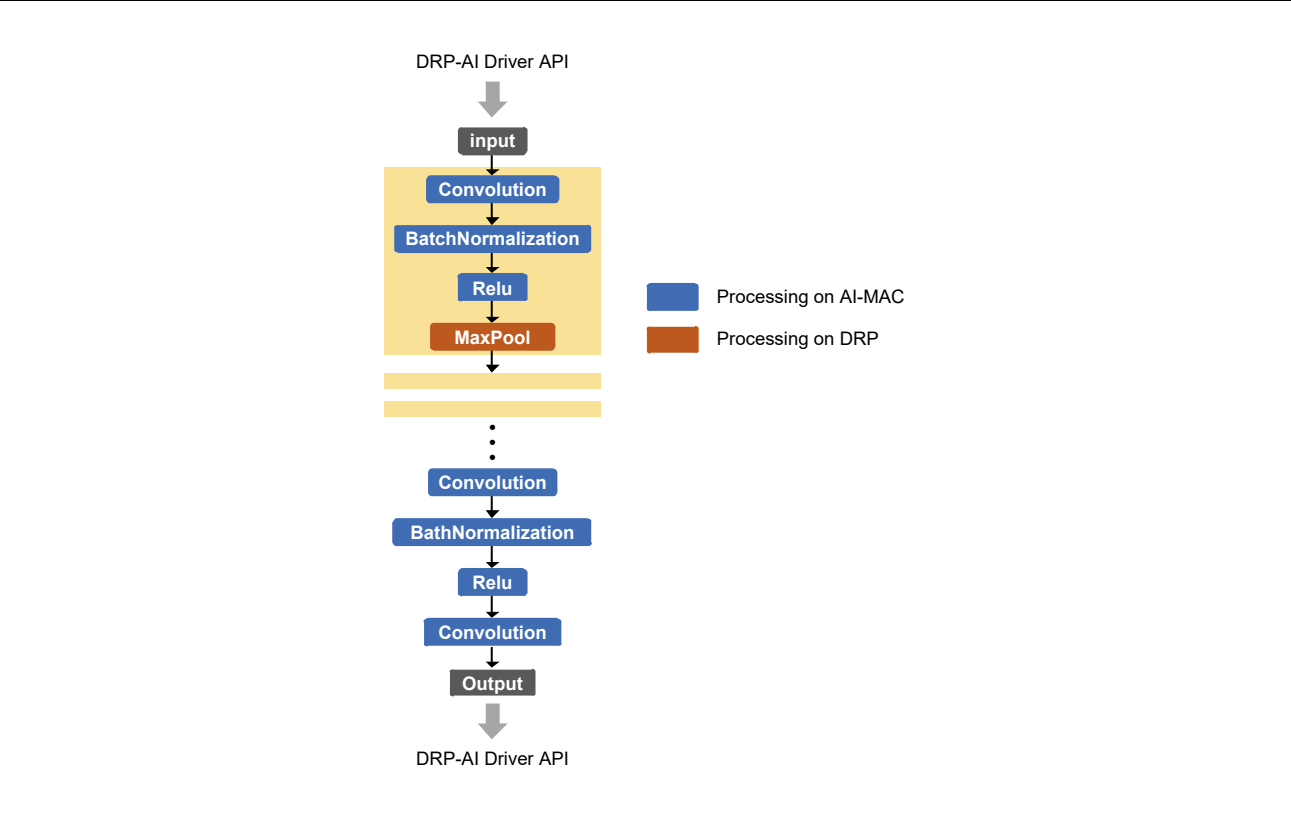 DRP-AI Driver API
input
Convolution
BatchNormalization
Relu
MaxPool
Processing on AI-MAC
Processing on DRP
Convolution
BathNormalization
Relu
Convolution
Output
DRP-AI Driver API